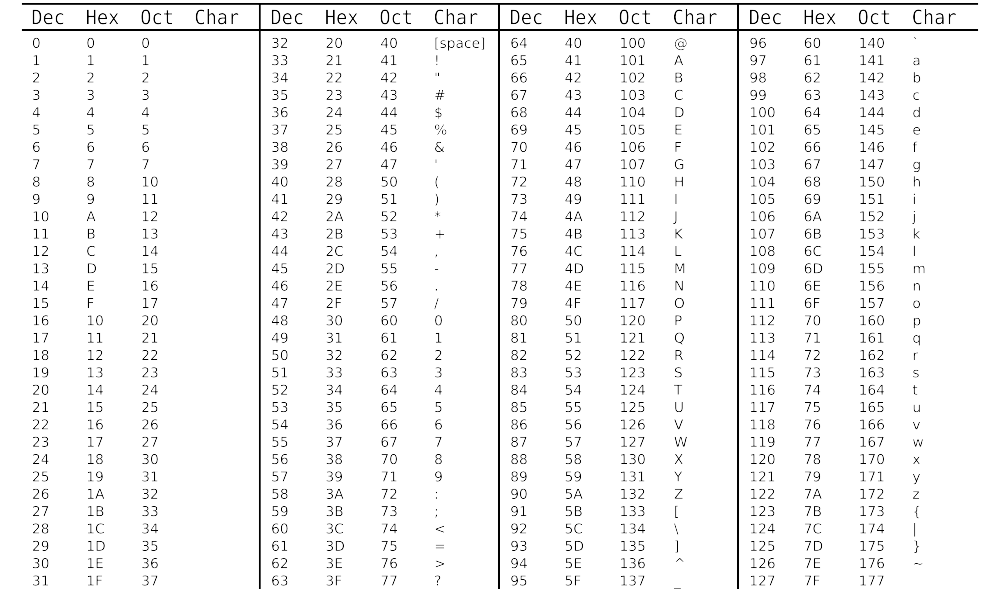 Dec Hex Oct Char Dec Hex Oct Char Dec Hex Oct Char Dec Hex Oct Char
0 0 0 32 20 40 [space] 64 40 100 @ 96 60 140 `
1 1 1 33 21 41 ! 65 41 101 A 97 61 141 a
2 2 2 34 22 42 " 66 42 102 B 98 62 142 b
3 3 3 35 23 43 # 67 43 103 C 99 63 143 c
4 4 4 36 24 44 $ 68 44 104 D 100 64 144 d
5 5 5 37 25 45 % 69 45 105 E 101 65 145 e
6 6 6 38 26 46 & 70 46 106 F 102 66 146 f
7 7 7 39 27 47 ' 71 47 107 G 103 67 147 g
8 8 10 40 28 50 ( 72 48 110 H 104 68 150 h
9 9 11 41 29 51 ) 73 49 111 I 105 69 151 i
10 A 12 42 2A 52 * 74 4A 112 J 106 6A 152 j
11 B 13 43 2B 53 + 75 4B 113 K 107 6B 153 k
12 C 14 44 2C 54 , 76 4C 114 L 108 6C 154 l
13 D 15 45 2D 55 - 77 4D 115 M 109 6D 155 m
14 E 16 46 2E 56 . 78 4E 116 N 110 6E 156 n
15 F 17 47 2F 57 / 79 4F 117 O 111 6F 157 o
16 10 20 48 30 60 0 80 50 120 P 112 70 160 p
17 11 21 49 31 61 1 81 51 121 Q 113 71 161 q
18 12 22 50 32 62 2 82 52 122 R 114 72 162 r
19 13 23 51 33 63 3 83 53 123 S 115 73 163 s
20 14 24 52 34 64 4 84 54 124 T 116 74 164 t
21 15 25 53 35 65 5 85 55 125 U 117 75 165 u
22 16 26 54 36 66 6 86 56 126 V 118 76 166 v
23 17 27 55 37 67 7 87 57 127 W 119 77 167 w
24 18 30 56 38 70 8 88 58 130 X 120 78 170 x
25 19 31 57 39 71 9 89 59 131 Y 121 79 171 y
26 1A 32 58 3A 72 : 90 5A 132 Z 122 7A 172 z
27 1B 33 59 3B 73 ; 91 5B 133 [ 123 7B 173 {
28 1C 34 60 3C 74 < 92 5C 134 \ 124 7C 174 |
29 1D 35 61 3D 75 = 93 5D 135 ] 125 7D 175 }
30 1E 36 62 3E 76 > 94 5E 136 ^ 126 7E 176 ~
31 1F 37 63 3F 77 ? 95 5F 137 _ 127 7F 177